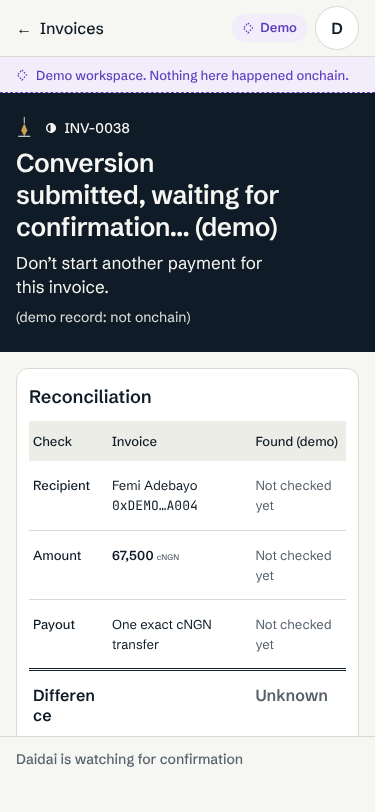 ← Invoices
Demo
D
Demo workspace. Nothing here happened onchain.
INV-0038
Conversion
submitted, waiting for
confirmation… (demo)
Don’t start another payment for
this invoice.
(demo record: not onchain)
Reconciliation
Check Invoice Found (demo)
Recipient Femi Adebayo Not checked
0xDEMO…A004 yet
Amount 67,500 cNGN Not checked
yet
Payout One exact cNGN Not checked
transfer yet
Differen Unknown
ce
Daidai is watching for confirmation